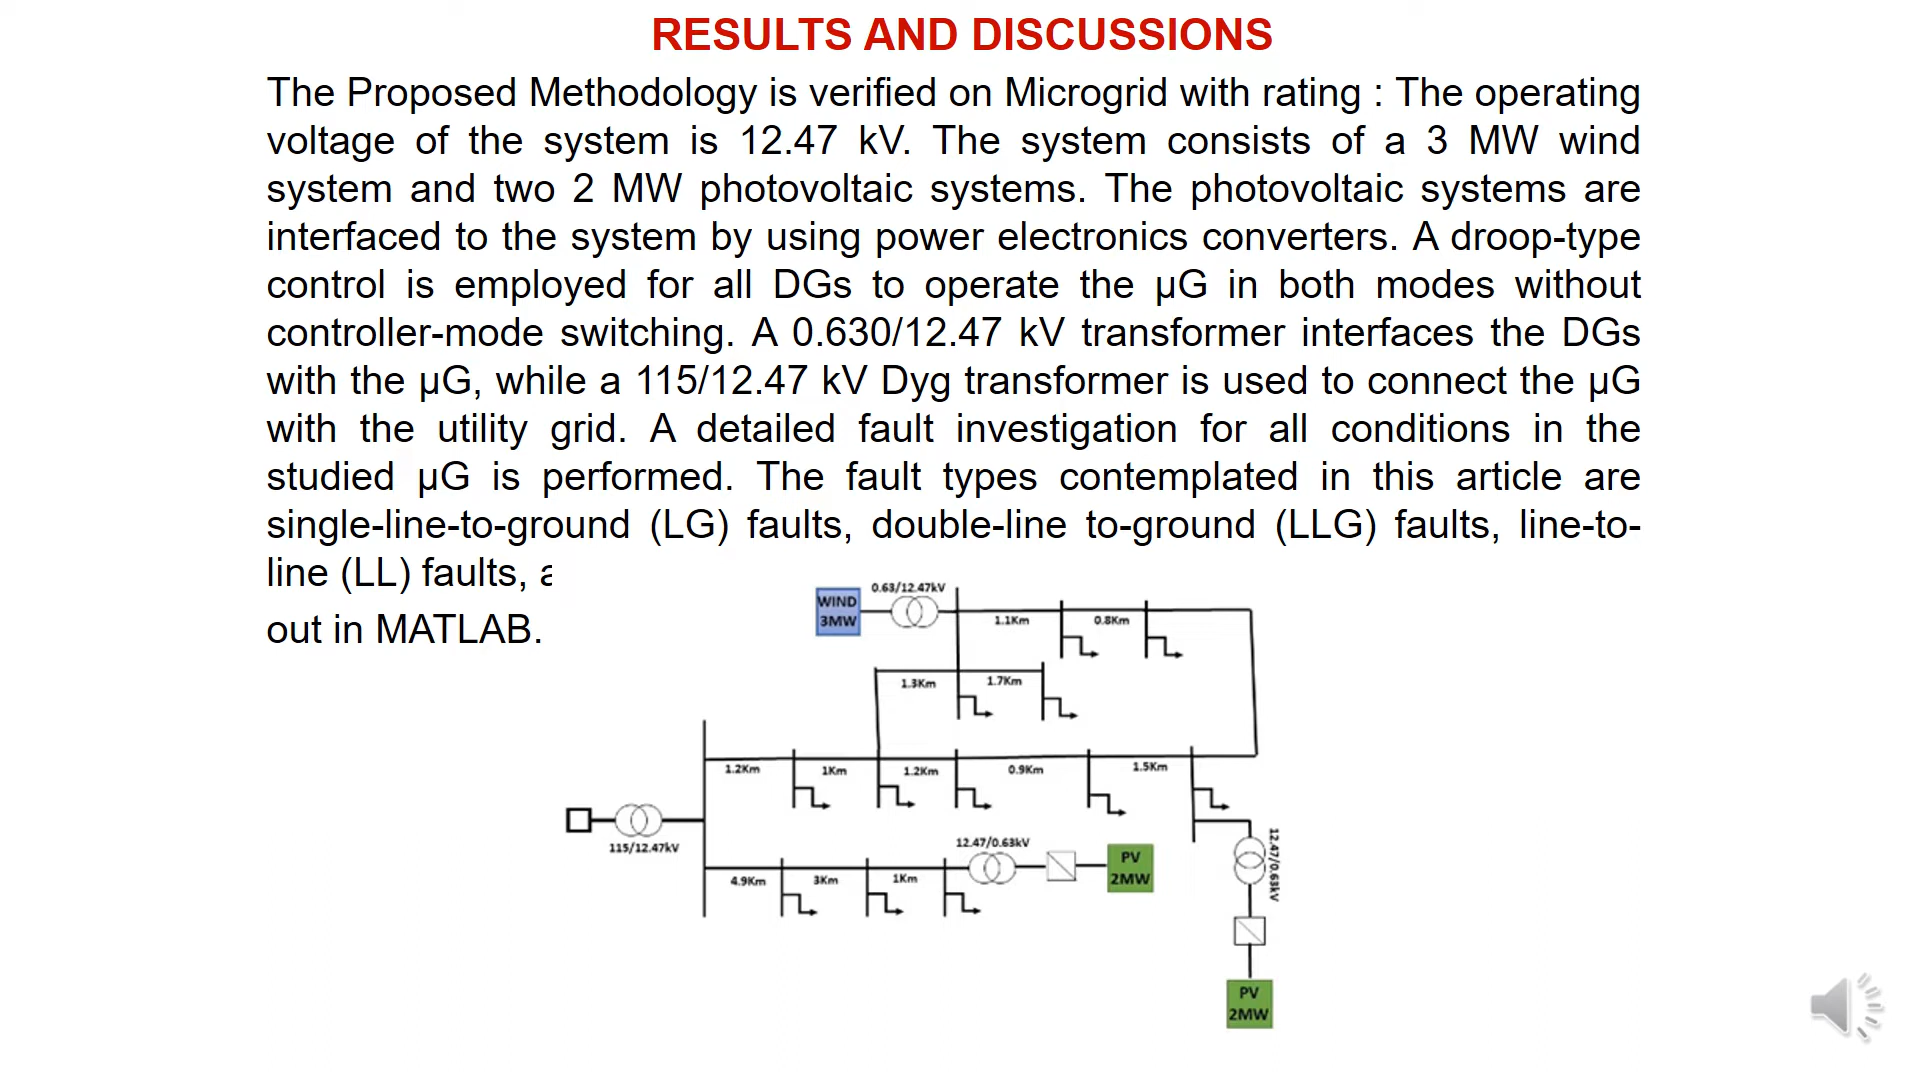 RESULTS AND DISCUSSIONS
The Proposed Methodology is verified on Microgrid with rating : The operating
voltage of the system is 12.47 kV. The system consists of a 3 MW wind
system and two 2 MW photovoltaic systems. The photovoltaic systems are
interfaced to the system by using power electronics converters. A droop-type
control is employed for all DGs to operate the µG in both modes without
controller-mode switching. A 0.630/12.47 kV transformer interfaces the DGs
with the µG, while a 115/12.47 kV Dyg transformer is used to connect the µG
with the utility grid. A detailed fault investigation for all conditions in the
studied µG is performed. The fault types contemplated in this article are
single-line-to-ground (LG) faults, double-line to-ground (LLG) faults, line-to-
line (LL) faults,
out in MATLAB.
WIND
3MW
0.63/12.47kV
1.1Km
0.8Km
1.3Km
1.7Km
1.2Km
1Km
1.2Km
0.9Km
1.5Km
115/12.47kV
12.47/0.63kV
4.9Km
3Km
1Km
PV
2MW
12.47/0.63kV
PV
2MW